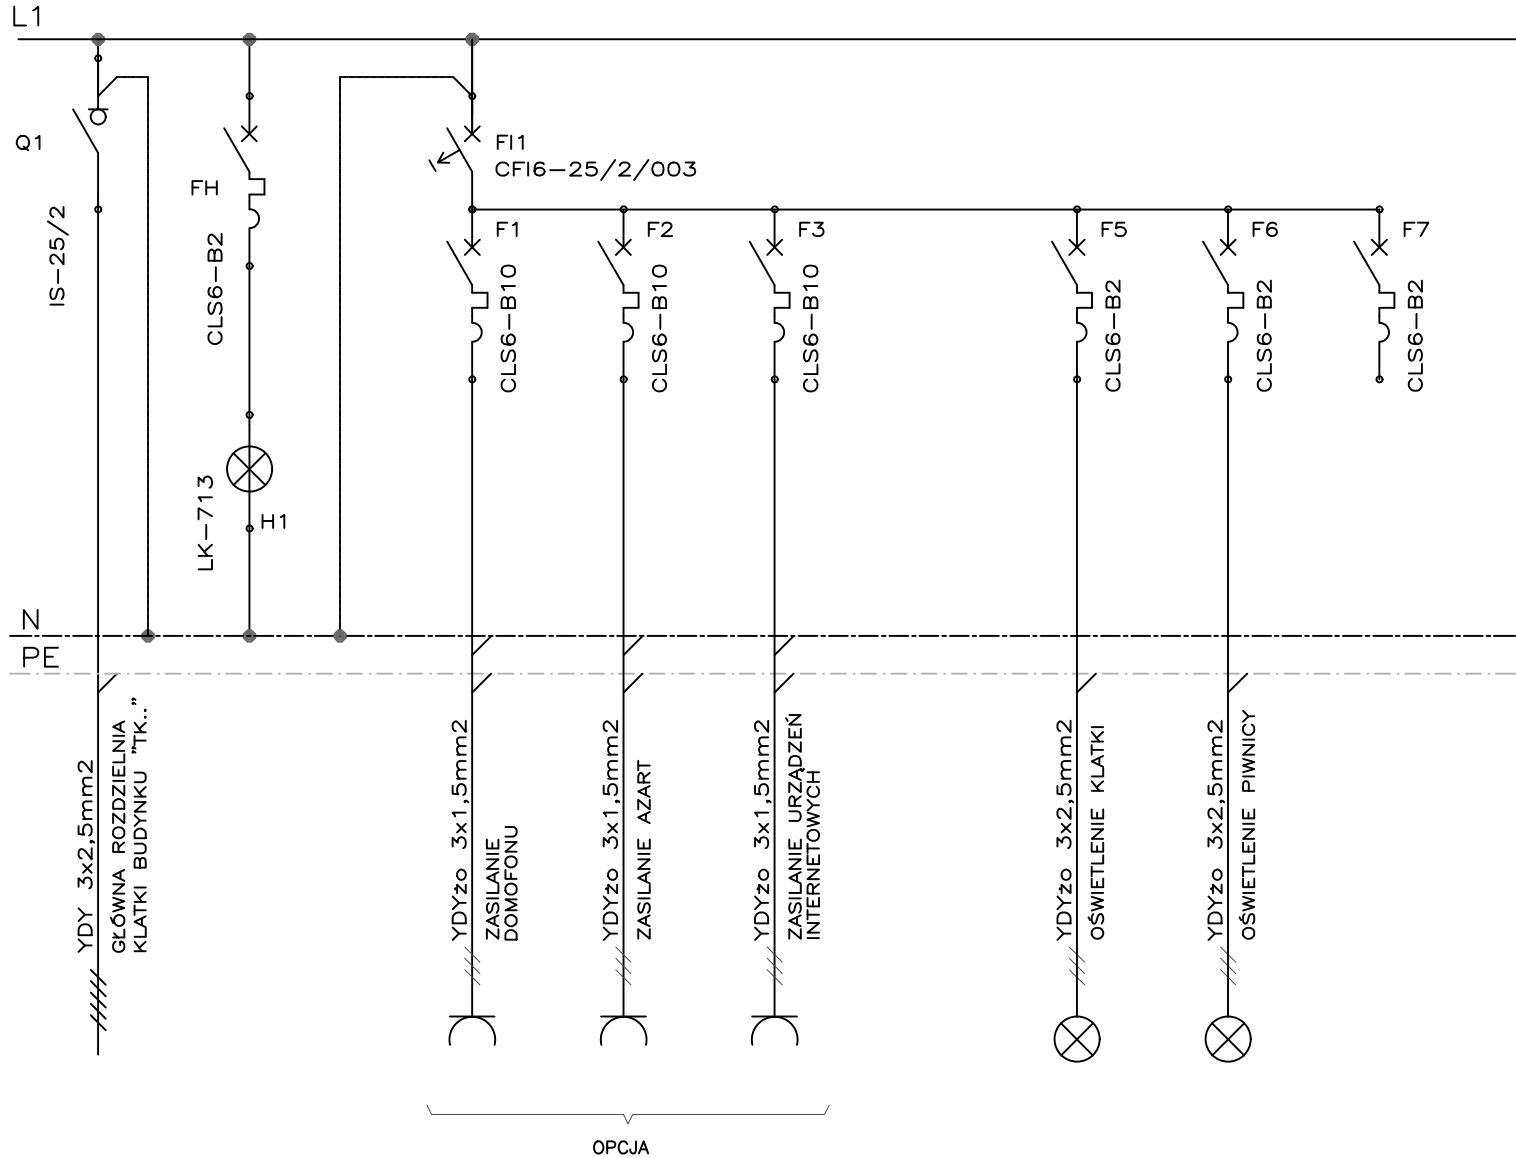 L1
Q1
IS-25/2
FH
CLS6-B2
LK-713
H1
FI1
CFI6-25/2/003
F1
CLS6-B10
F2
CLS6-B10
F3
CLS6-B10
F5
CLS6-B2
F6
CLS6-B2
F7
CLS6-B2
N
PE
YDY 3x2,5mm2
GŁÓWNA ROZDZIELNIA
KLATKI BUDYNKU "TK.."
YDYżo 3x1,5mm2
ZASILANIE
DOMOFONU
YDYżo 3x1,5mm2
ZASILANIE AZART
YDYżo 3x1,5mm2
ZASILANIE URZĄDZEŃ
INTERNETOWYCH
YDYżo 3x2,5mm2
OŚWIETLENIE KLATKI
YDYżo 3x2,5mm2
OŚWIETLENIE PIWNICY
OPCJA